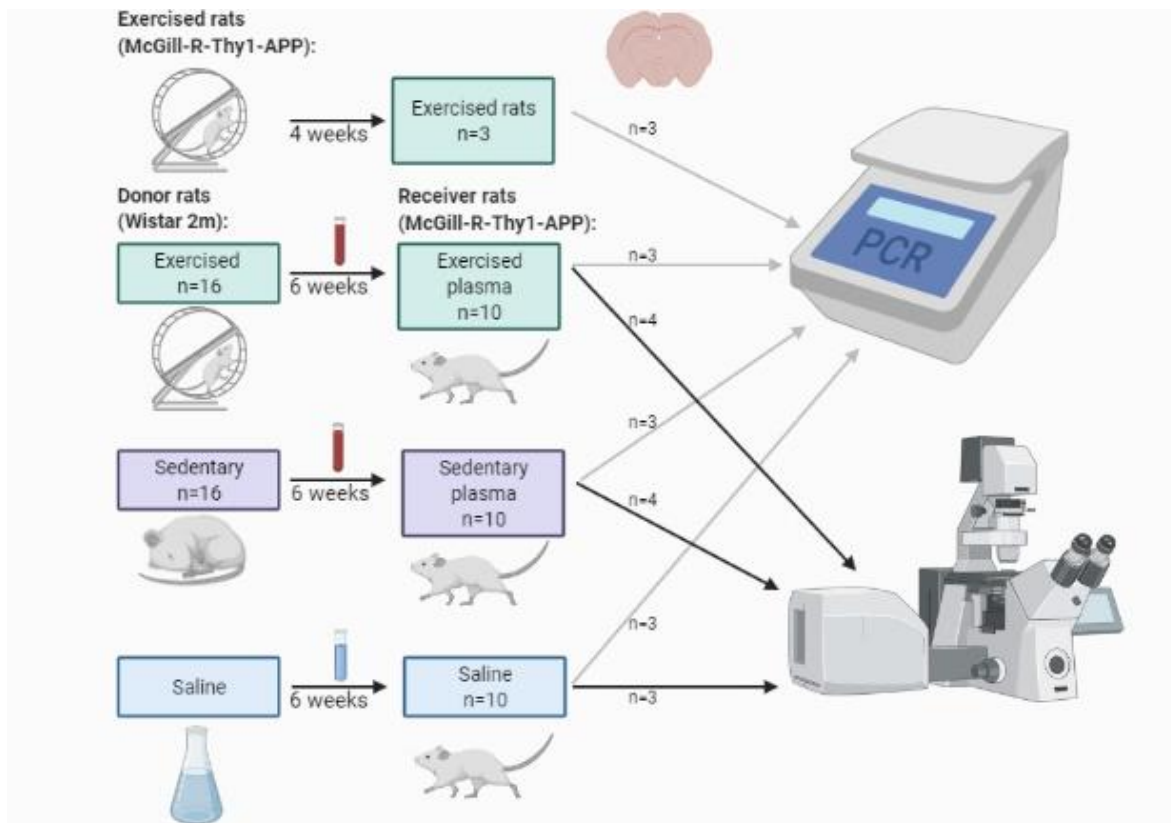 Exercised rats
(McGill-R-Thy1-APP):
4 weeks
Exercised rats
n=3
n=3
Donor rats
(Wistar 2m):
Receiver rats
(McGill-R-Thy1-APP):
Exercised
n=16
6 weeks
Exercised
plasma
n=10
n=3
n=4
PCR
Sedentary
n=16
6 weeks
Sedentary
plasma
n=10
n=3
n=4
Saline
6 weeks
Saline
n=10
n=3
n=3